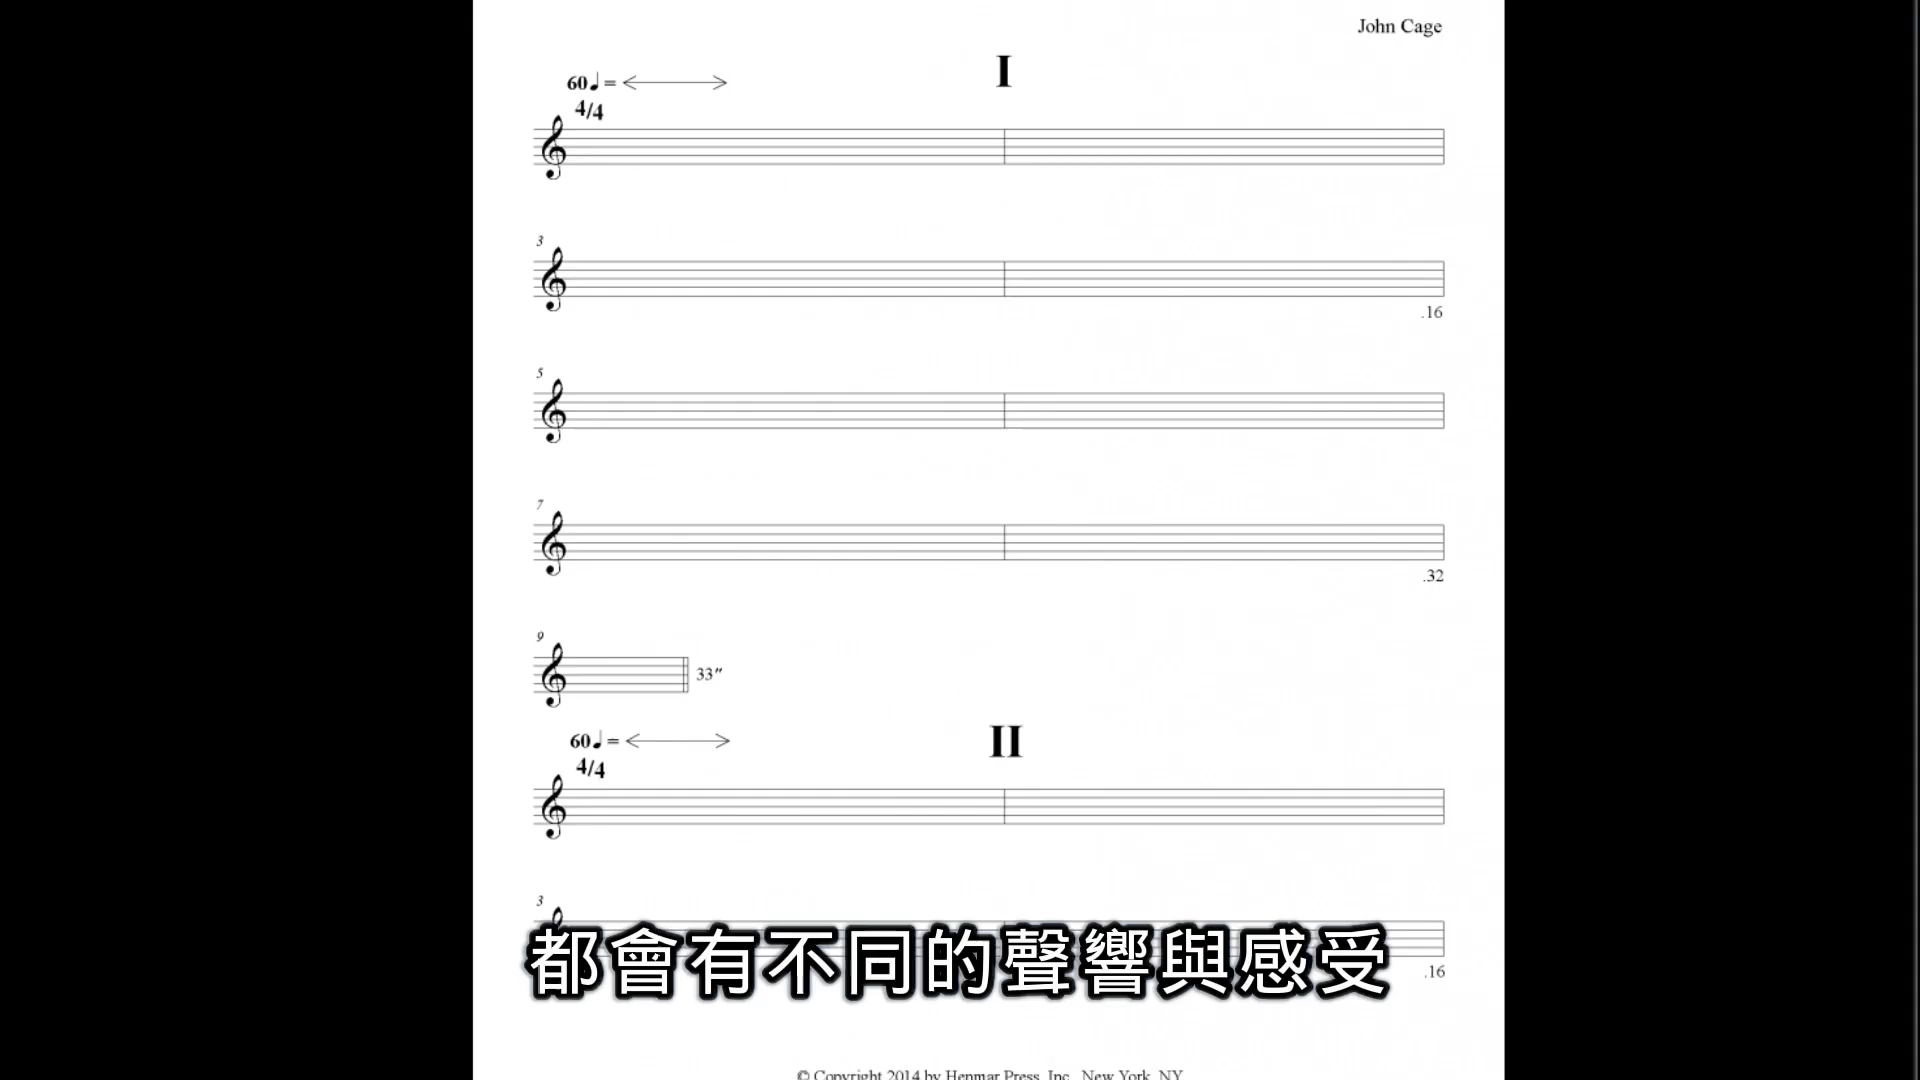 John Cage
I
60♩=
4/4
3
.16
5
7
.32
9
33″
II
60♩=
4/4
3
.16
都會有不同的聲響與感受
© Copyright 2014 by Henmar Press, Inc., New York, NY